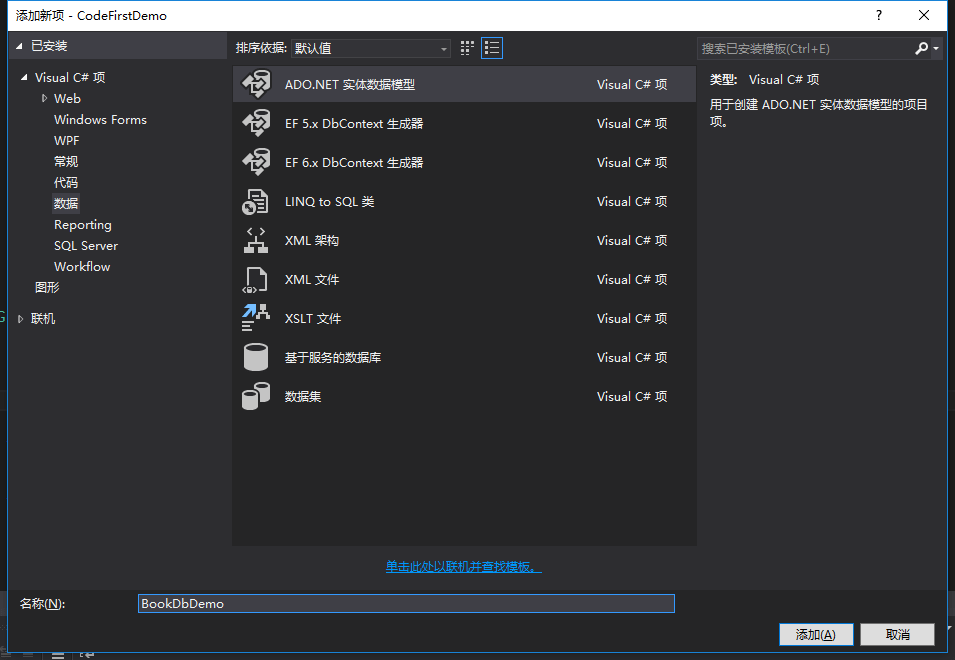 添加新项 - CodeFirstDemo
?
已安装
排序依据: 默认值
搜索已安装模板(Ctrl+E)
Visual C# 项
Web
Windows Forms
WPF
常规
代码
数据
Reporting
SQL Server
Workflow
图形
联机
ADO.NET 实体数据模型 Visual C# 项
EF 5.x DbContext 生成器 Visual C# 项
EF 6.x DbContext 生成器 Visual C# 项
LINQ to SQL 类 Visual C# 项
XML 架构 Visual C# 项
XML 文件 Visual C# 项
XSLT 文件 Visual C# 项
基于服务的数据库 Visual C# 项
数据集 Visual C# 项
类型: Visual C# 项
用于创建 ADO.NET 实体数据模型的项目
项。
单击此处以联机并查找模板。
名称(N): BookDbDemo
添加(A) 取消